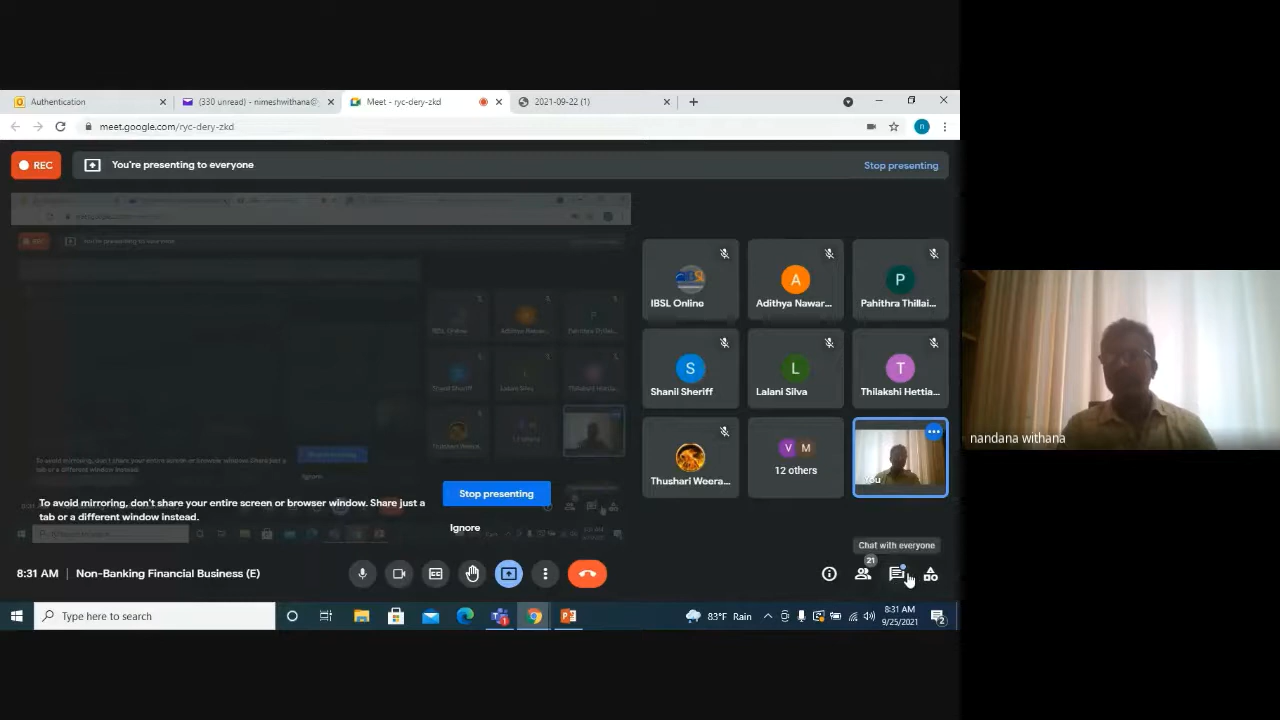 Authentication
(330 unread) - nimeshwithana@
Meet - ryc-dery-zkd
2021-09-22 (1)
meet.google.com/ryc-dery-zkd
n
REC
You're presenting to everyone
Stop presenting
IBSL Online
A
Adithya Nawar...
P
Pahithra Thillai...
S
Shanil Sheriff
L
Lalani Silva
T
Thilakshi Hettia...
Thushari Weera...
V M
12 others
You
nandana withana
To avoid mirroring, don't share your entire screen or browser window. Share just a
tab or a different window instead.
Stop presenting
Ignore
Chat with everyone
21
8:31 AM | Non-Banking Financial Business (E)
Type here to search
83°F Rain
8:31 AM
9/25/2021
2